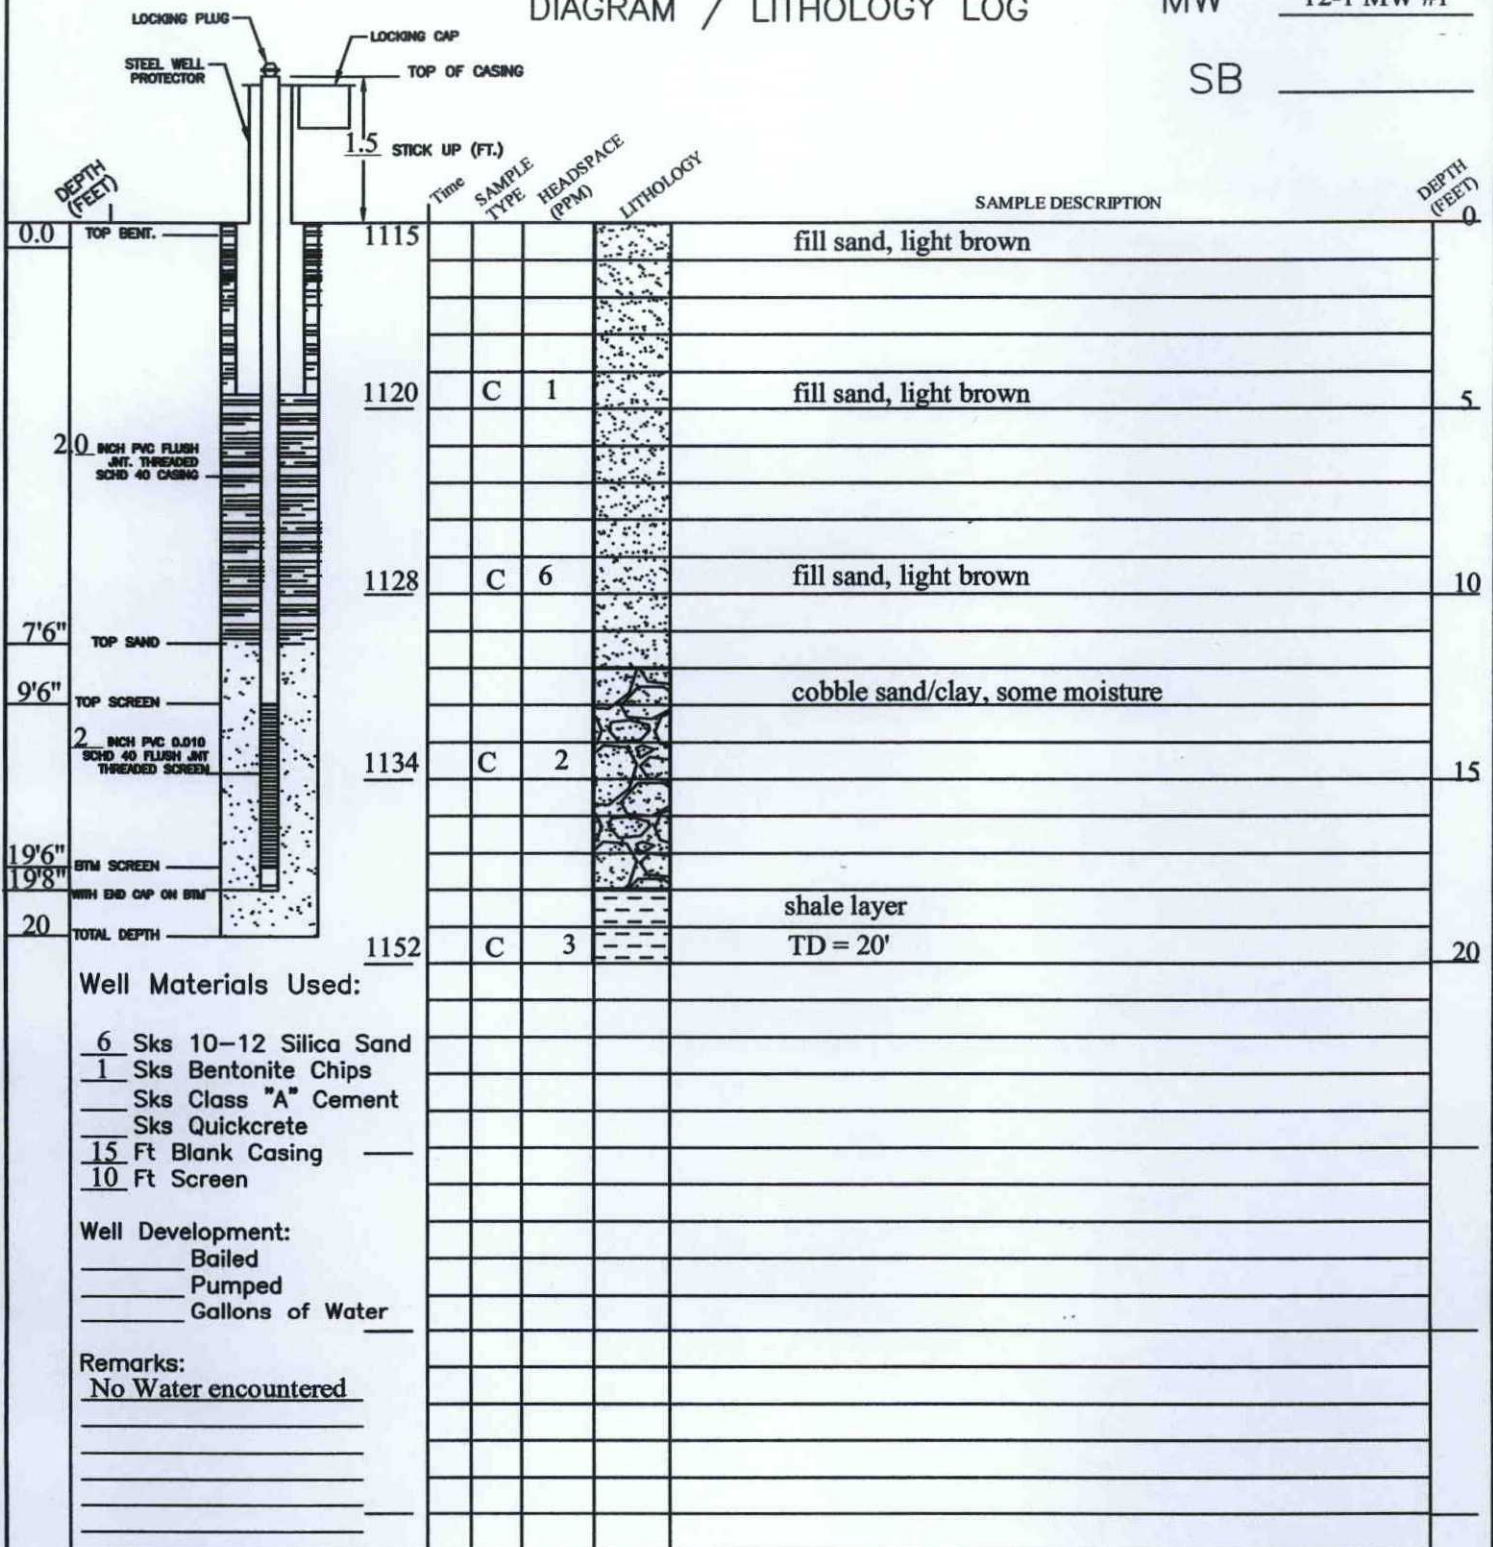 DIAGRAM / LITHOLOGY LOG
MW
SB
LOCKING PLUG
LOCKING CAP
STEEL WELL
PROTECTOR
TOP OF CASING
1.5 STICK UP (FT.)
DEPTH
(FEET)
Time
SAMPLE
TYPE
HEADSPACE
(PPM)
LITHOLOGY
SAMPLE DESCRIPTION
DEPTH
(FEET)
0.0 TOP BENT. 1115 fill sand, light brown 0
1120 C 1 fill sand, light brown 5
2.0 INCH PVC FLUSH
JNT. THREADED
SCHD 40 CASING
1128 C 6 fill sand, light brown 10
7'6" TOP SAND
9'6" TOP SCREEN
cobble sand/clay, some moisture
2 INCH PVC 0.010
SCHD 40 FLUSH JNT
THREADED SCREEN
1134 C 2 15
19'6" BTM SCREEN
19'8" WITH END CAP ON BTM
shale layer
20 TOTAL DEPTH
1152 C 3 TD = 20' 20
Well Materials Used:
6 Sks 10-12 Silica Sand
1 Sks Bentonite Chips
Sks Class "A" Cement
Sks Quickcrete
15 Ft Blank Casing
10 Ft Screen
Well Development:
Bailed
Pumped
Gallons of Water
Remarks:
No Water encountered